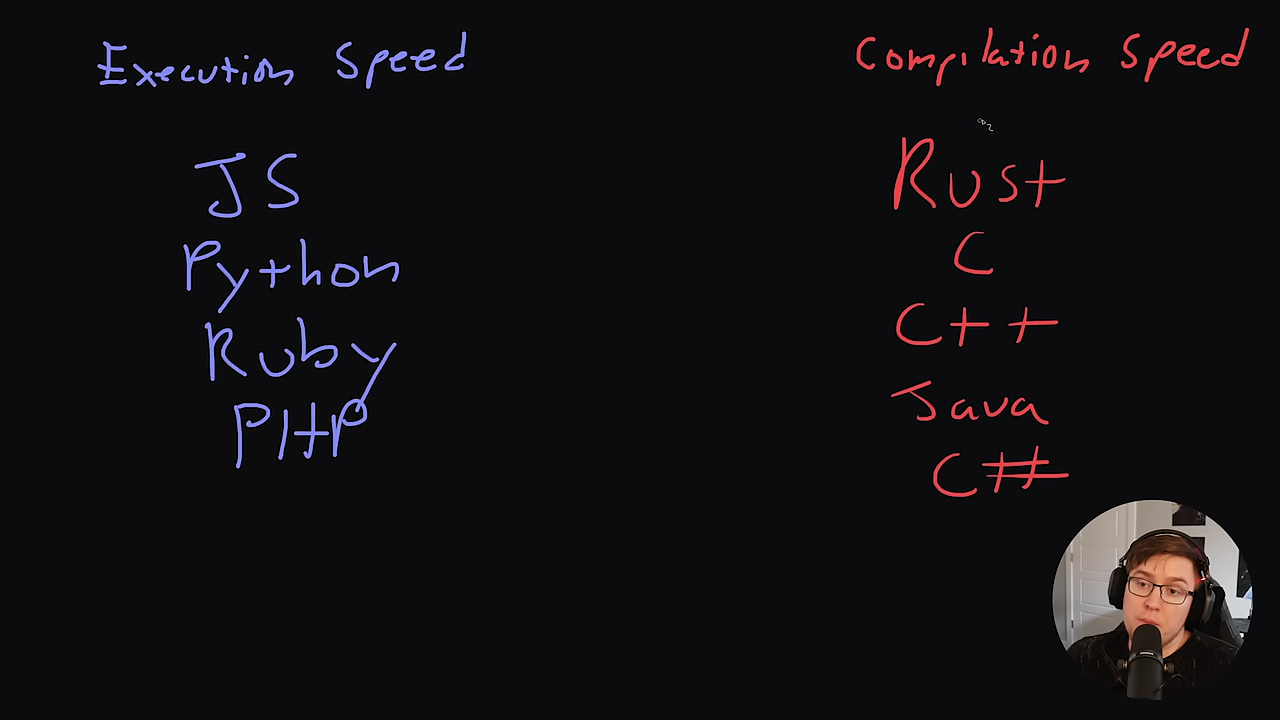 Execution Speed
JS
Python
Ruby
PHP
Compilation Speed
Rust
C
C++
Java
C#